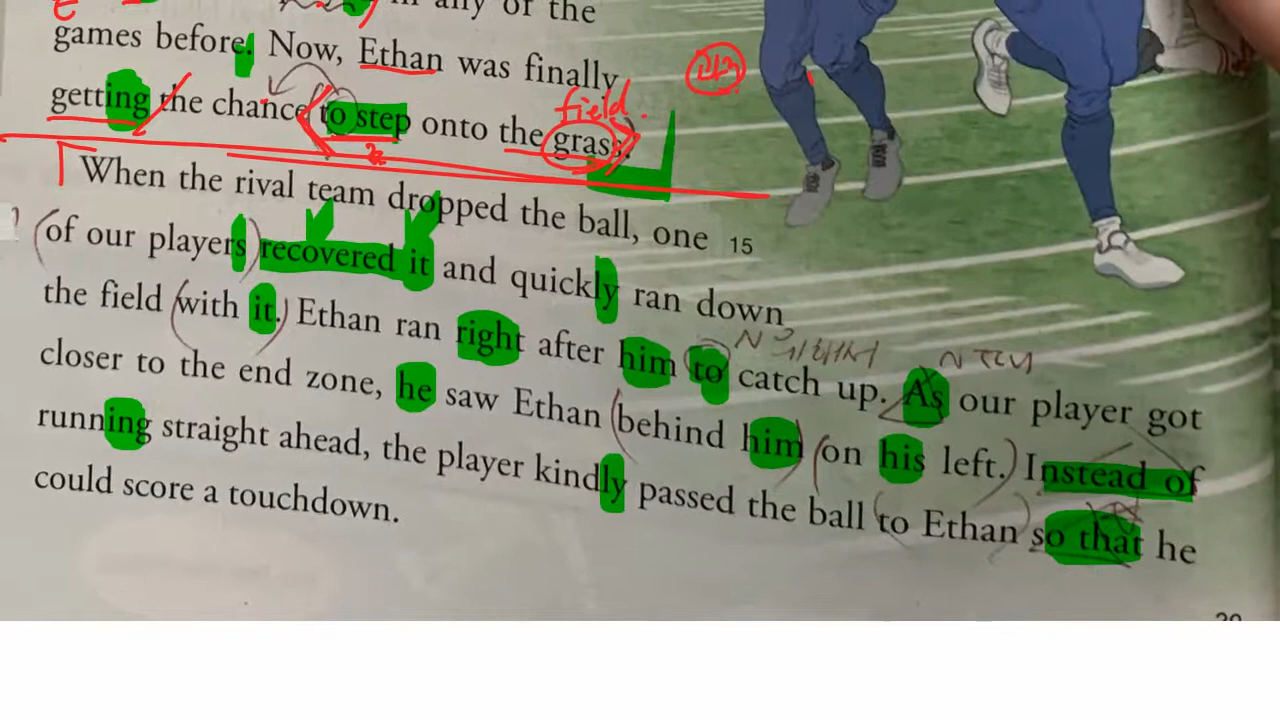 in any of the
games before. Now, Ethan was finally
getting the chance to step onto the grass.
field.
When the rival team dropped the ball, one 15
of our players recovered it and quickly ran down
the field with it. Ethan ran right after him to catch up. As our player got
closer to the end zone, he saw Ethan behind him on his left. Instead of
running straight ahead, the player kindly passed the ball to Ethan so that he
could score a touchdown.